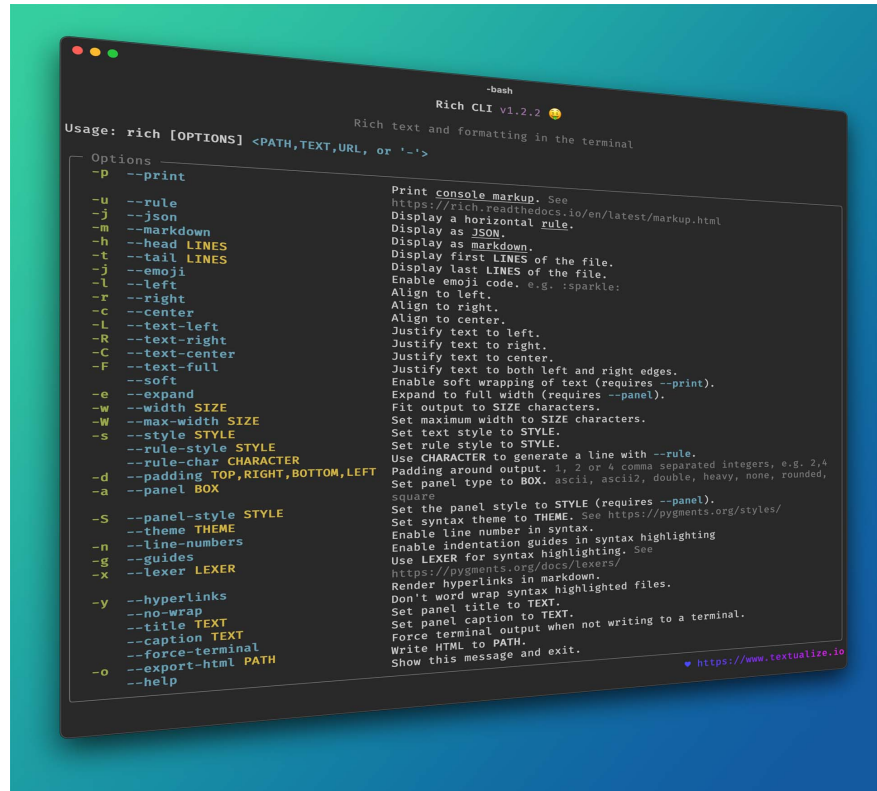 -bash
Rich CLI v1.2.2 🤑
Rich text and formatting in the terminal
Usage: rich [OPTIONS] <PATH,TEXT,URL, or '-'>
Options
-p --print Print console markup. See
https://rich.readthedocs.io/en/latest/markup.html
-u --rule Display a horizontal rule.
-j --json Display as JSON.
-m --markdown Display as markdown.
-h --head LINES Display first LINES of the file.
-t --tail LINES Display last LINES of the file.
-j --emoji Enable emoji code. e.g. :sparkle:
-l --left Align to left.
-r --right Align to right.
-c --center Align to center.
-L --text-left Justify text to left.
-R --text-right Justify text to right.
-C --text-center Justify text to center.
-F --text-full Justify text to both left and right edges.
--soft Enable soft wrapping of text (requires --print).
-e --expand Expand to full width (requires --panel).
-w --width SIZE Fit output to SIZE characters.
-W --max-width SIZE Set maximum width to SIZE characters.
-s --style STYLE Set text style to STYLE.
--rule-style STYLE Set rule style to STYLE.
--rule-char CHARACTER Use CHARACTER to generate a line with --rule.
-d --padding TOP,RIGHT,BOTTOM,LEFT Padding around output. 1, 2 or 4 comma separated integers, e.g. 2,4
-a --panel BOX Set panel type to BOX. ascii, ascii2, double, heavy, none, rounded,
square
-S --panel-style STYLE Set the panel style to STYLE (requires --panel).
--theme THEME Set syntax theme to THEME. See https://pygments.org/styles/
-n --line-numbers Enable line number in syntax.
-g --guides Enable indentation guides in syntax highlighting
-x --lexer LEXER Use LEXER for syntax highlighting. See
https://pygments.org/docs/lexers/
-y --hyperlinks Render hyperlinks in markdown.
--no-wrap Don't word wrap syntax highlighted files.
--title TEXT Set panel title to TEXT.
--caption TEXT Set panel caption to TEXT.
--force-terminal Force terminal output when not writing to a terminal.
-o --export-html PATH Write HTML to PATH.
--help Show this message and exit.
♥ https://www.textualize.io